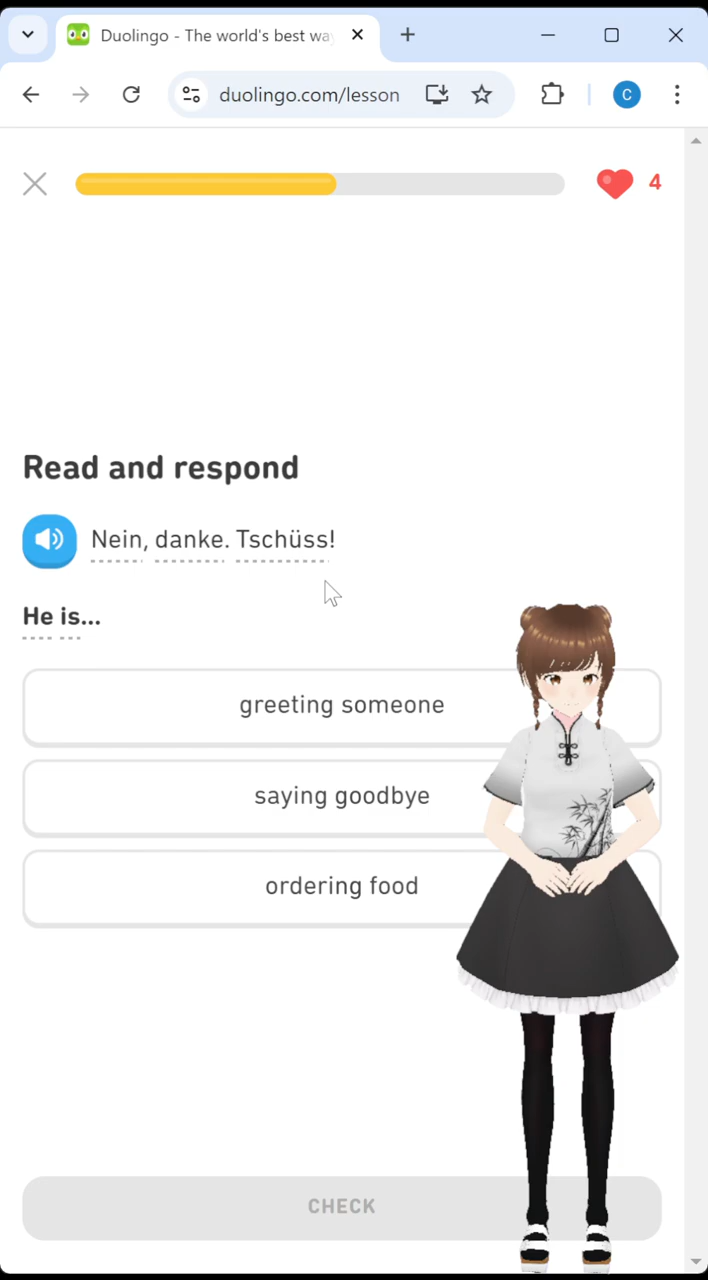 Duolingo - The world's best wa
duolingo.com/lesson
C
4
Read and respond
Nein, danke. Tschüss!
He is...
greeting someone
saying goodbye
ordering food
CHECK